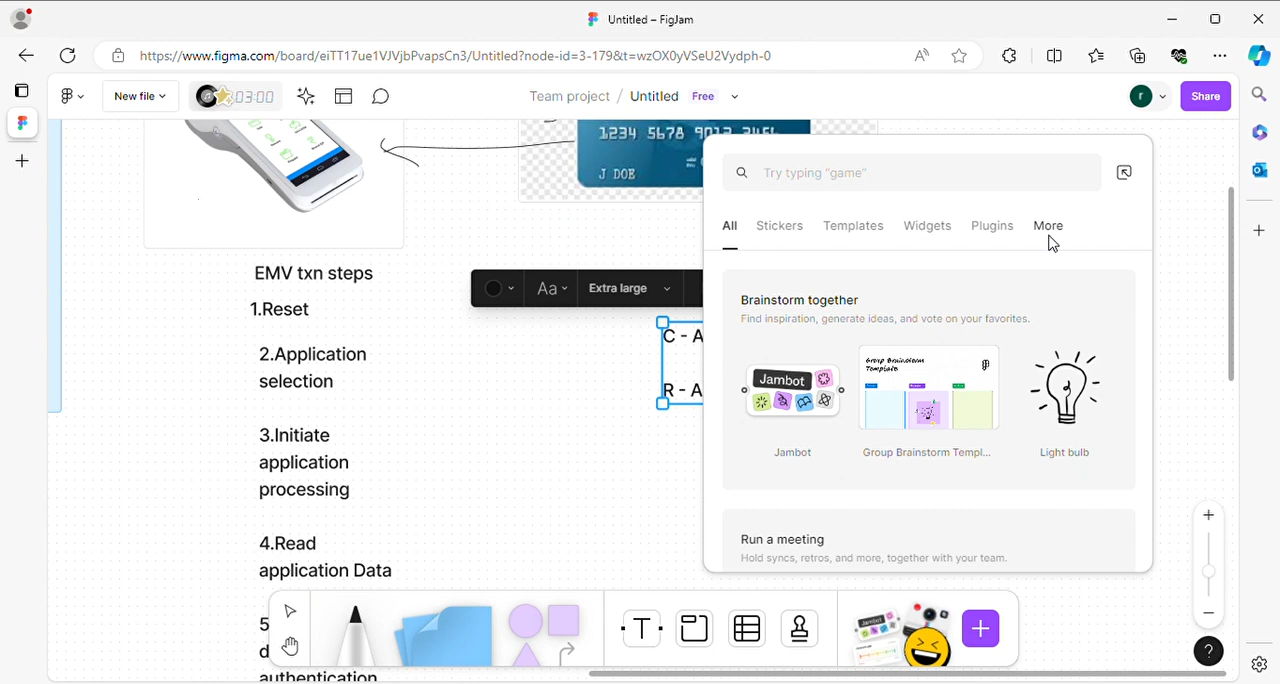 Untitled – FigJam
https://www.figma.com/board/eiTT17ue1VJVjbPvapsCn3/Untitled?node-id=3-179&t=wzOX0yVSeU2Vydph-0
New file
03:00
Team project / Untitled Free
r
Share
1234 5678 9012 3456
J DOE
Try typing "game"
All Stickers Templates Widgets Plugins More
EMV txn steps
1.Reset
2.Application
selection
3.Initiate
application
processing
4.Read
application Data
5
d
authentication
Aa
Extra large
C - A
R - A
Brainstorm together
Find inspiration, generate ideas, and vote on your favorites.
Jambot
Group Brainstorm
Template
Jambot
Group Brainstorm Templ...
Light bulb
Run a meeting
Hold syncs, retros, and more, together with your team.
T
Jambot
?